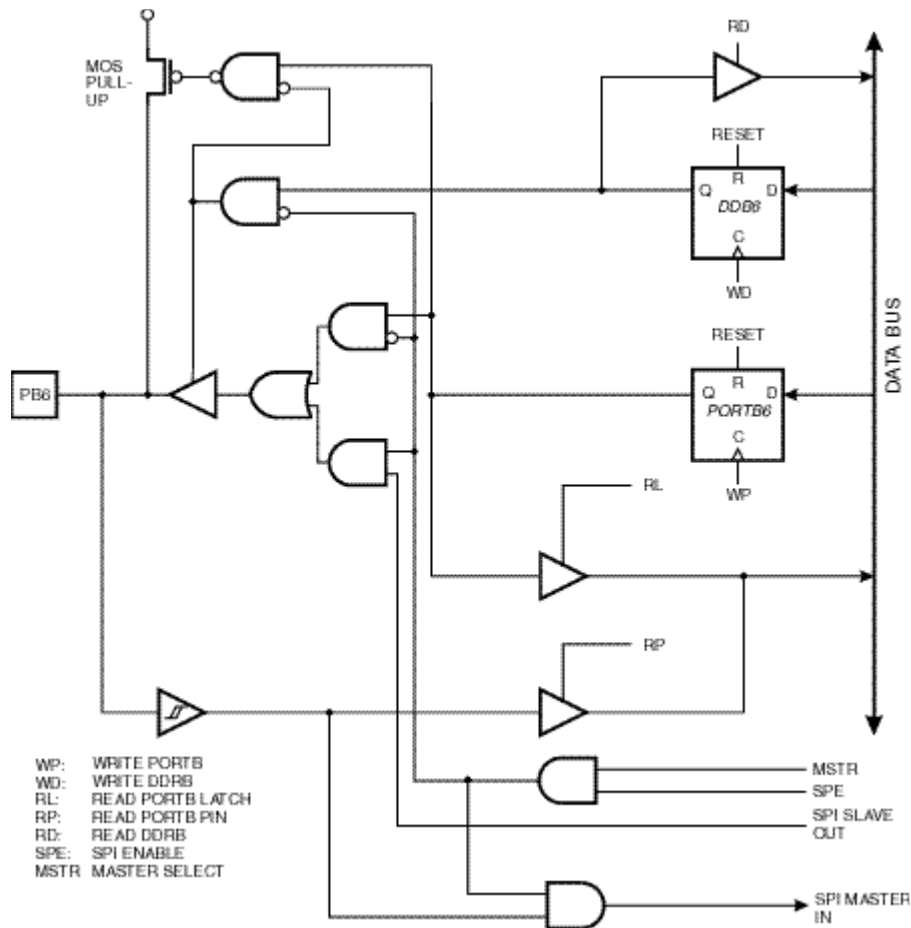 RD
MOS
PULL-
UP
RESET
R
Q
D
DDB6
C
WD
DATA BUS
RESET
R
Q
D
PB6
PORTB6
C
WP
RL
RP
WP: WRITE PORTB
WD: WRITE DDRB
RL: READ PORTB LATCH
RP: READ PORTB PIN
RD: READ DDRB
SPE: SPI ENABLE
MSTR MASTER SELECT
MSTR
SPE
SPI SLAVE
OUT
SPI MASTER
IN